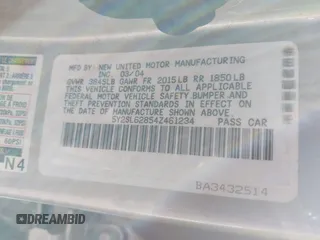 MFD. BY:NEW UNITED MOTOR MANUFACTURING
INC. 03/04
GVWR 3845LB GAWR FR 2015LB RR 1850LB
THIS VEHICLE CONFORMS TO ALL APPLICABLE
FEDERAL MOTOR VEHICLE SAFETY,BUMPER,AND
THEFT PREVENTION STANDARDS IN EFFECT ON
THE DATE OF MANUFACTURE SHOWN ABOVE.
5Y2SL62854Z461234 PASS CAR
N4
BA3432514
DREAMBID